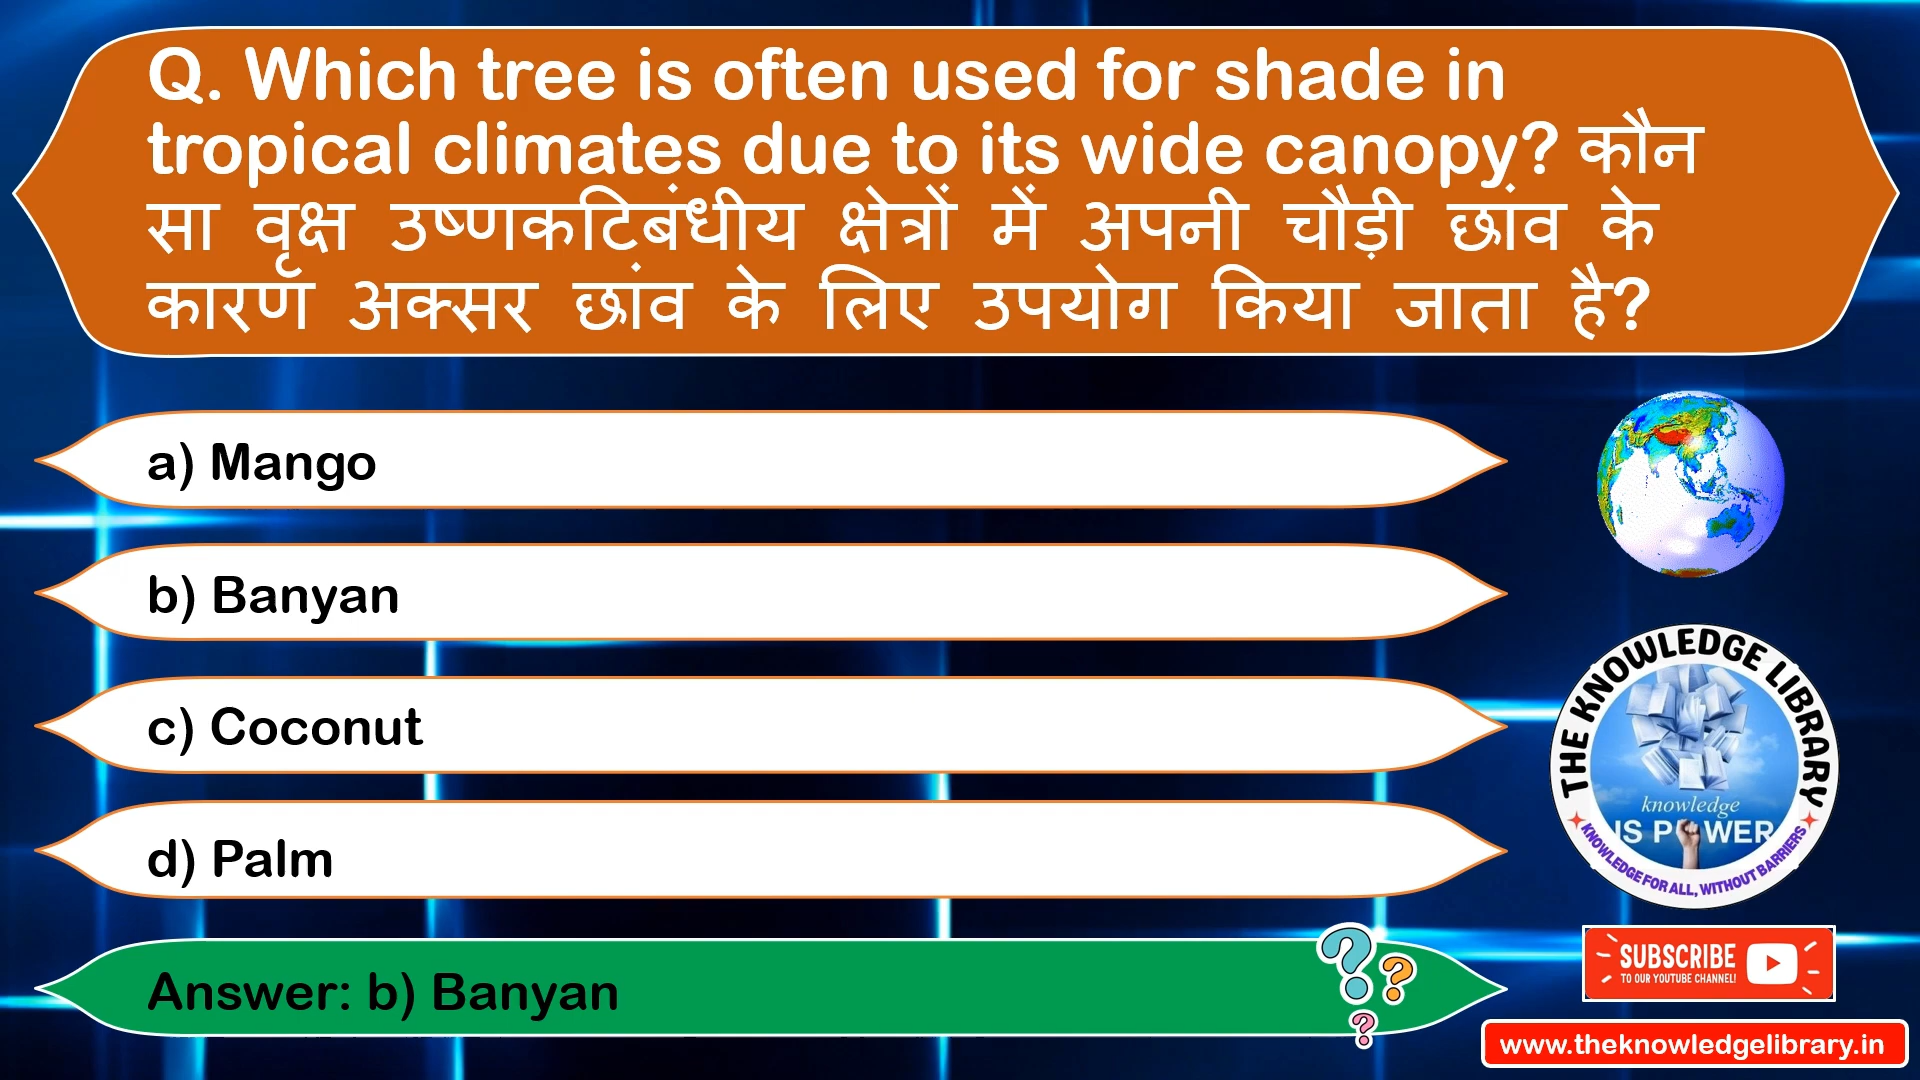 Q. Which tree is often used for shade in
tropical climates due to its wide canopy? कौन
सा वृक्ष उष्णकटिबंधीय क्षेत्रों में अपनी चौड़ी छांव के
कारण अक्सर छांव के लिए उपयोग किया जाता है?
a) Mango
b) Banyan
c) Coconut
d) Palm
Answer: b) Banyan
THE KNOWLEDGE LIBRARY
knowledge
IS POWER
KNOWLEDGE FOR ALL, WITHOUT BARRIERS
SUBSCRIBE
TO OUR YOUTUBE CHANNEL!
www.theknowledgelibrary.in